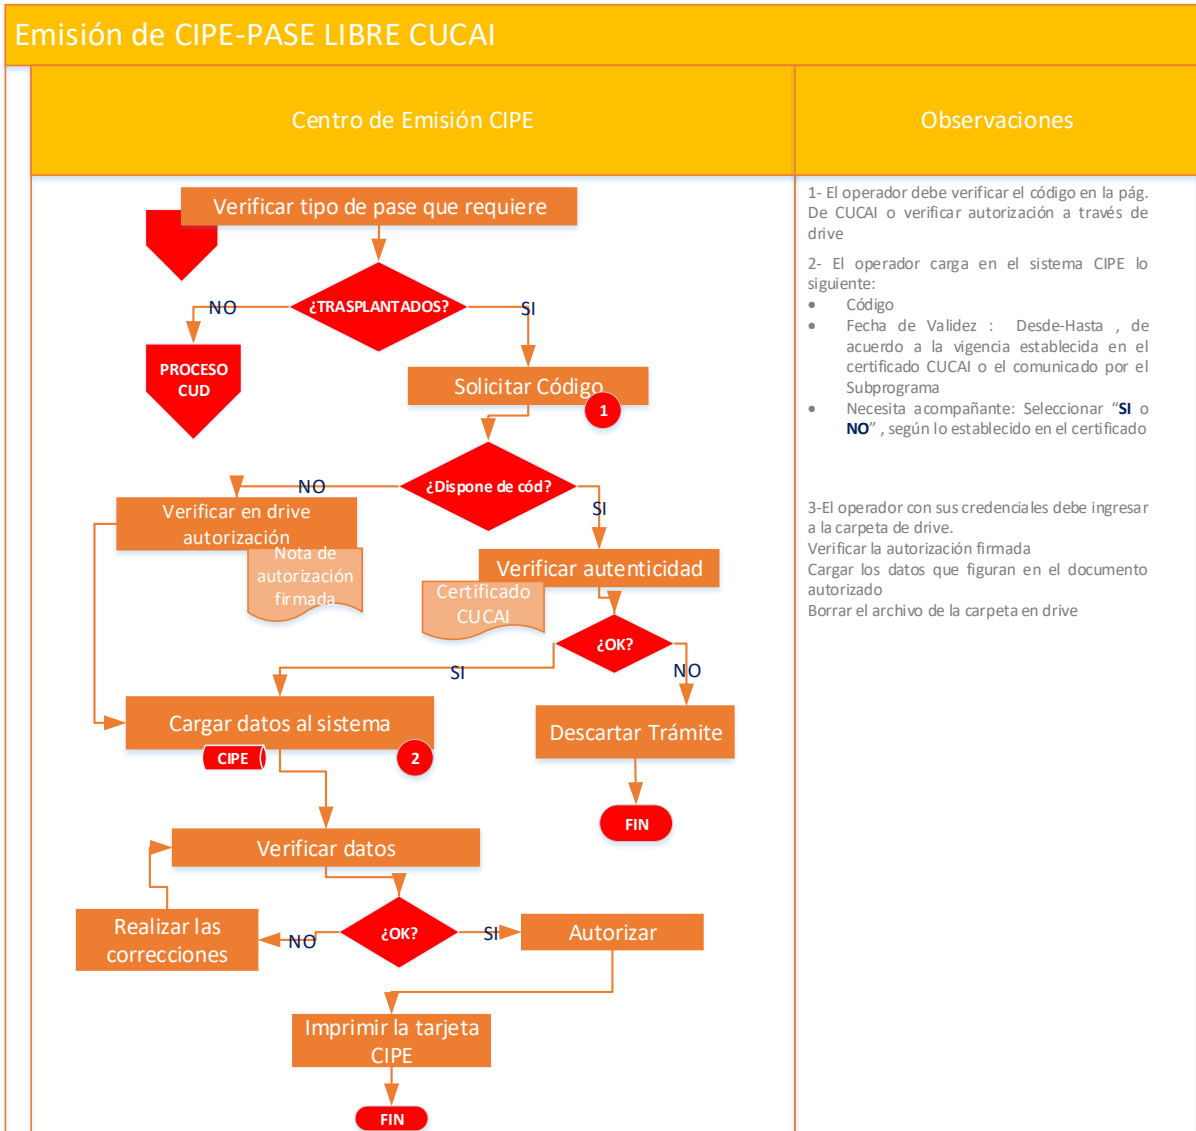 Emisión de CIPE-PASE LIBRE CUCAI
Centro de Emisión CIPE
Observaciones
Verificar tipo de pase que requiere
¿TRASPLANTADOS?
NO
SI
PROCESO
CUD
Solicitar Código
1
¿Dispone de cód?
NO
SI
Verificar en drive
autorización
Nota de
autorización
firmada
Verificar autenticidad
Certificado
CUCAI
¿OK?
SI
NO
Cargar datos al sistema
CIPE
2
Descartar Trámite
FIN
Verificar datos
Realizar las
correcciones
NO
¿OK?
SI
Autorizar
Imprimir la tarjeta
CIPE
FIN
1- El operador debe verificar el código en la pág.
De CUCAI o verificar autorización a través de
drive
2- El operador carga en el sistema CIPE lo
siguiente:
• Código
• Fecha de Validez : Desde-Hasta , de
acuerdo a la vigencia establecida en el
certificado CUCAI o el comunicado por el
Subprograma
• Necesita acompañante: Seleccionar “SI o
NO” , según lo establecido en el certificado
3-El operador con sus credenciales debe ingresar
a la carpeta de drive.
Verificar la autorización firmada
Cargar los datos que figuran en el documento
autorizado
Borrar el archivo de la carpeta en drive